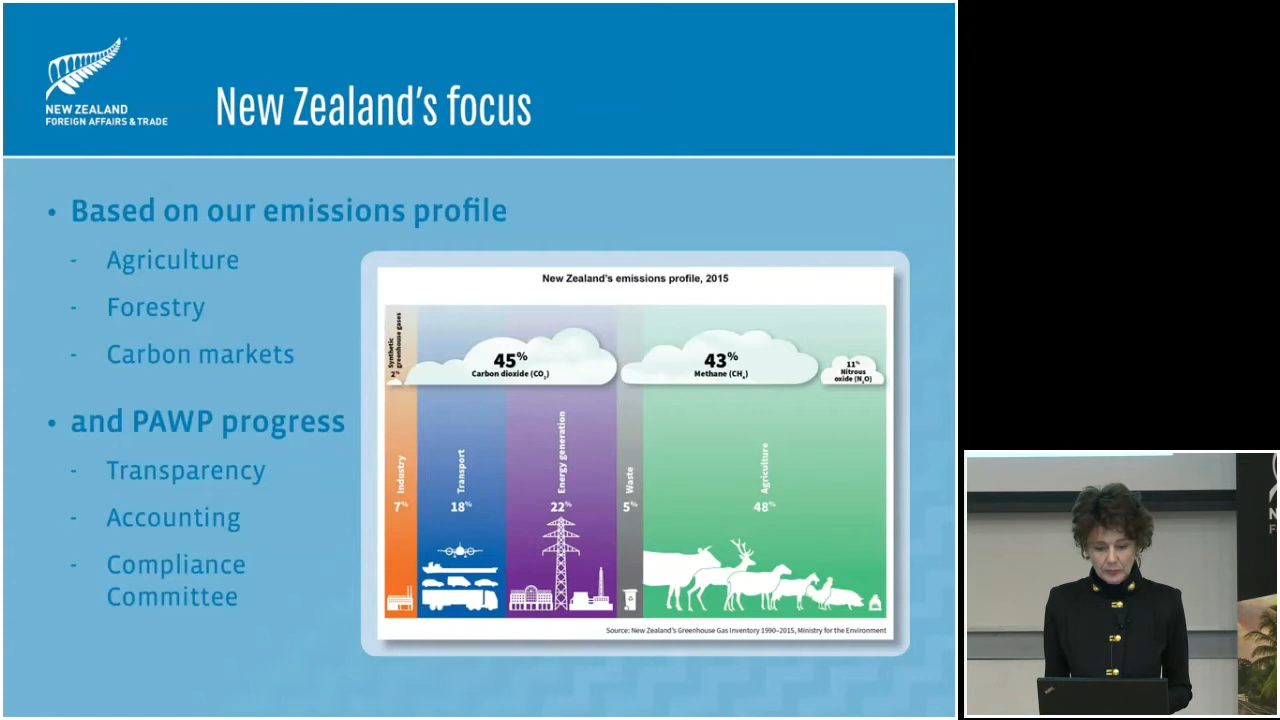 NEW ZEALAND
FOREIGN AFFAIRS & TRADE
New Zealand's focus
• Based on our emissions profile
- Agriculture
- Forestry
- Carbon markets
• and PAWP progress
- Transparency
- Accounting
- Compliance
Committee
New Zealand's emissions profile, 2015
Synthetic
greenhouse gases
2%
45%
Carbon dioxide (CO₂)
43%
Methane (CH₄)
11%
Nitrous
oxide (N₂O)
Industry
7%
Transport
18%
Energy generation
22%
Waste
5%
Agriculture
48%
Source: New Zealand's Greenhouse Gas Inventory 1990–2015, Ministry for the Environment